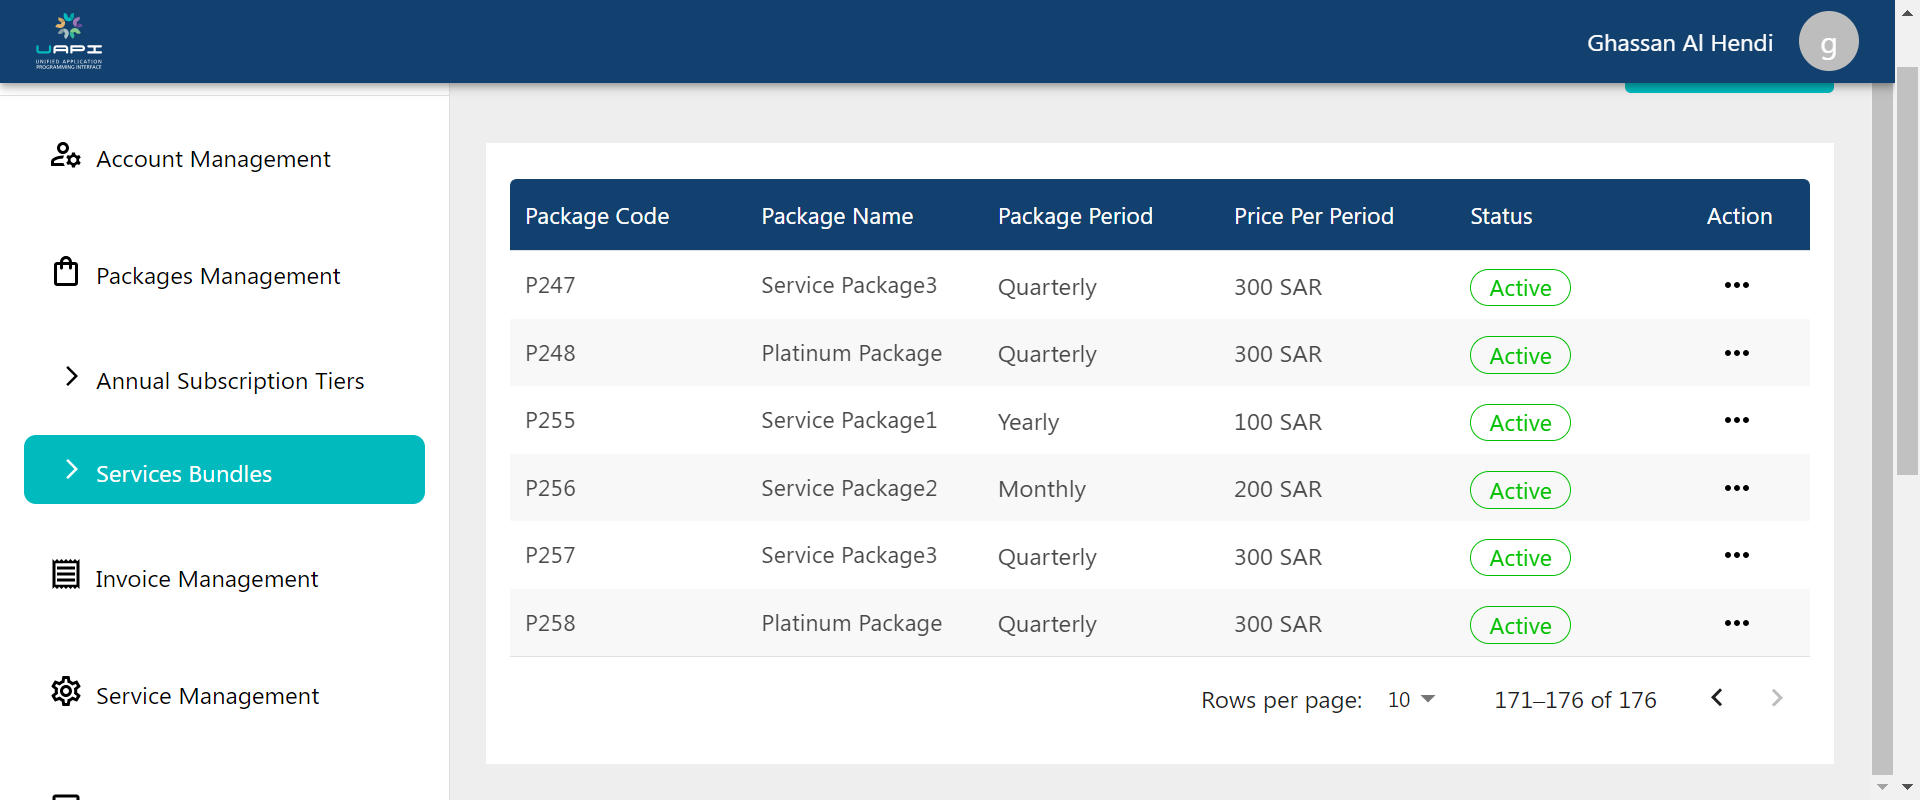 UAPI
UNIFIED APPLICATION
PROGRAMMING INTERFACE
Ghassan Al Hendi
g
Account Management
Packages Management
Annual Subscription Tiers
Services Bundles
Invoice Management
Service Management
Package Code Package Name Package Period Price Per Period Status Action
P247 Service Package3 Quarterly 300 SAR Active
P248 Platinum Package Quarterly 300 SAR Active
P255 Service Package1 Yearly 100 SAR Active
P256 Service Package2 Monthly 200 SAR Active
P257 Service Package3 Quarterly 300 SAR Active
P258 Platinum Package Quarterly 300 SAR Active
Rows per page: 10 171–176 of 176